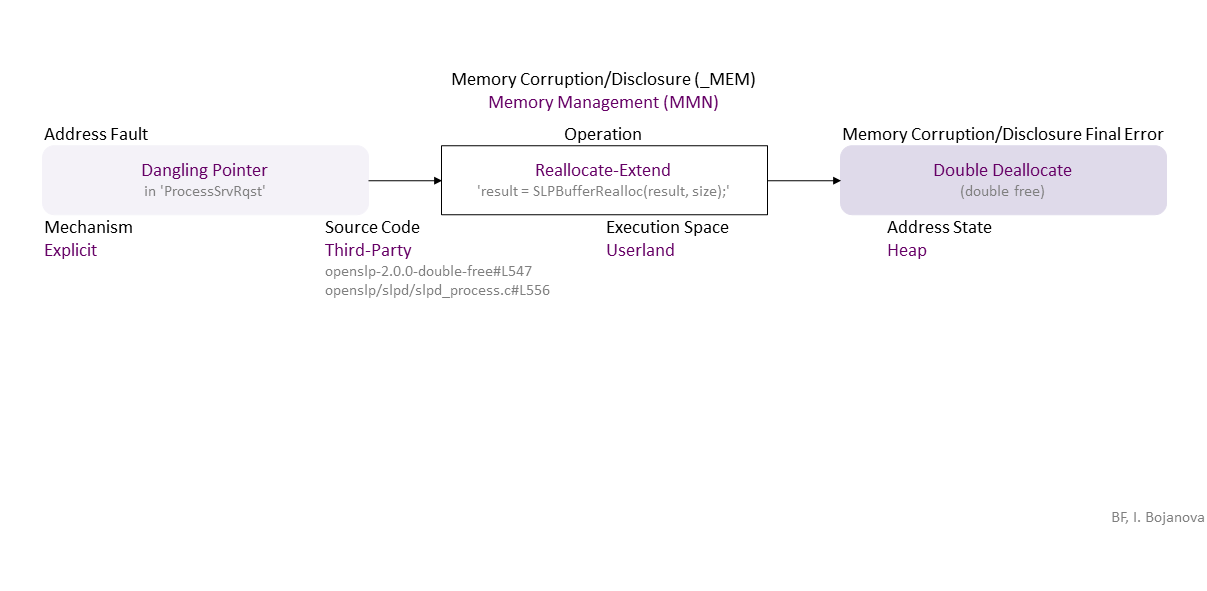 Memory Corruption/Disclosure (_MEM)
Memory Management (MMN)
Address Fault
Operation
Memory Corruption/Disclosure Final Error
Dangling Pointer
in 'ProcessSrvRqst'
Reallocate-Extend
'result = SLPBufferRealloc(result, size);'
Double Deallocate
(double free)
Mechanism
Explicit
Source Code
Third-Party
openslp-2.0.0-double-free#L547
openslp/slpd/slpd_process.c#L556
Execution Space
Userland
Address State
Heap
BF, I. Bojanova